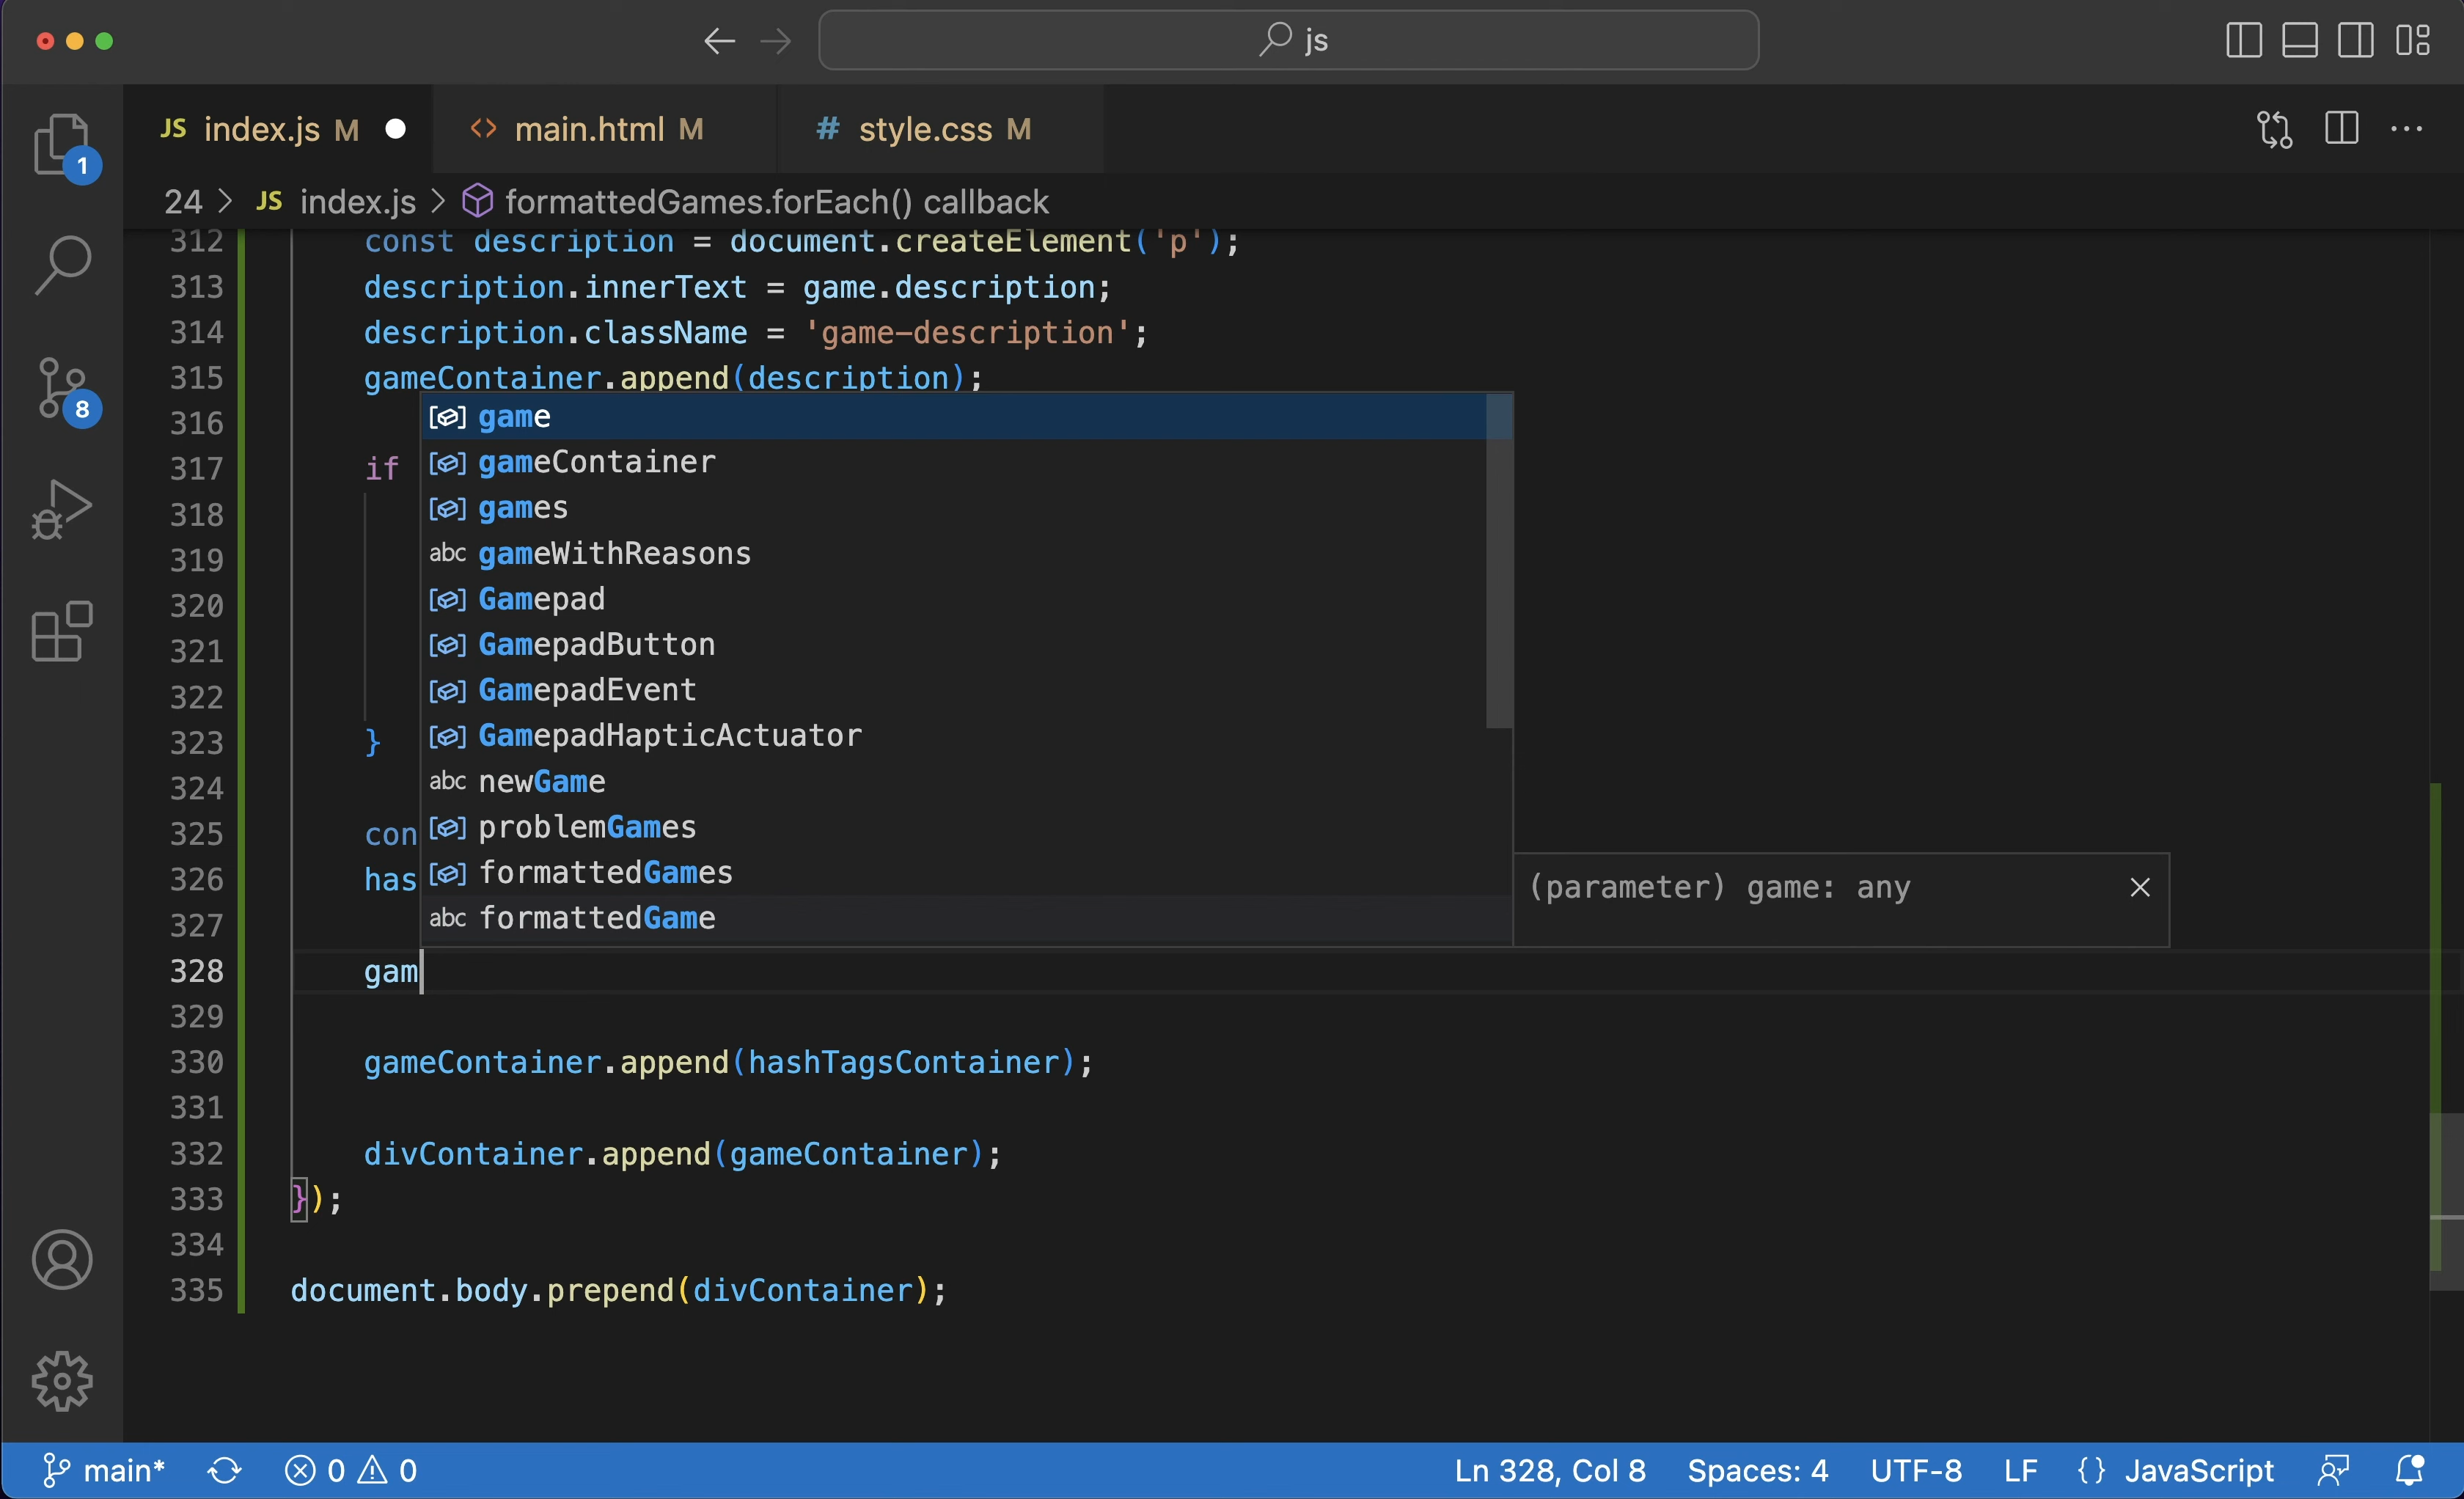 js
JS index.js M
<> main.html M
# style.css M
1
24 > JS index.js > formattedGames.forEach() callback
312 const description = document.createElement('p');
313 description.innerText = game.description;
314 description.className = 'game-description';
315 gameContainer.append(description);
316
317 if
318
319
320
321
322
323 }
324
325 con
326 has
327
328 gam
329
330 gameContainer.append(hashTagsContainer);
331
332 divContainer.append(gameContainer);
333 });
334
335 document.body.prepend(divContainer);
8
game
gameContainer
games
abc gameWithReasons
Gamepad
GamepadButton
GamepadEvent
GamepadHapticActuator
abc newGame
problemGames
formattedGames
abc formattedGame
(parameter) game: any
main* 0 0 Ln 328, Col 8 Spaces: 4 UTF-8 LF {} JavaScript